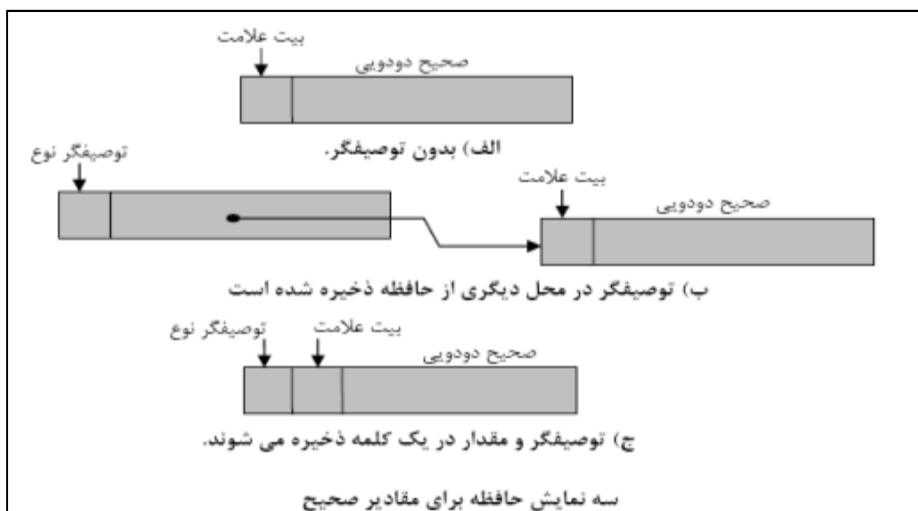 بیت علامت
صحیح دودویی
الف) بدون توصیفگر.
توصیفگر نوع
بیت علامت
صحیح دودویی
ب) توصیفگر در محل دیگری از حافظه ذخیره شده است
توصیفگر نوع
بیت علامت
صحیح دودویی
ج) توصیفگر و مقدار در یک کلمه ذخیره می شوند.
سه نمایش حافظه برای مقادیر صحیح